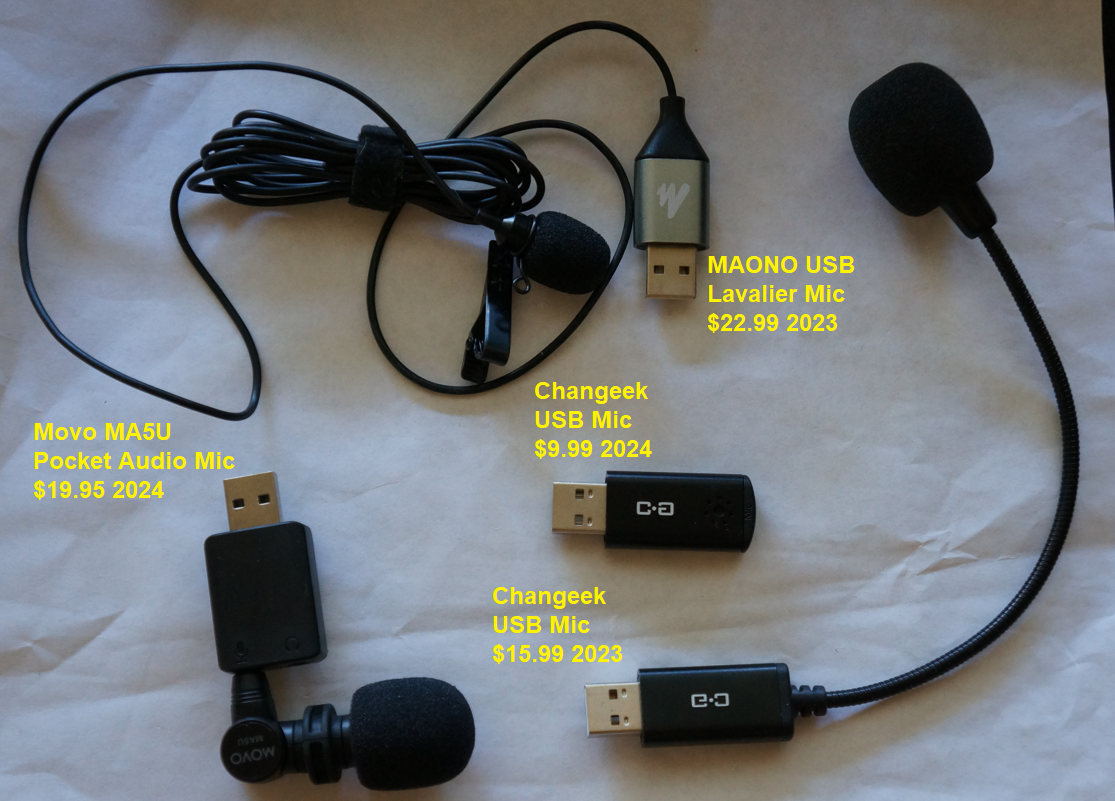 MAONO USB
Lavalier Mic
$22.99 2023
Changeek
USB Mic
$9.99 2024
Movo MA5U
Pocket Audio Mic
$19.95 2024
Changeek
USB Mic
$15.99 2023
C·G
C·G
MOVO
MA5U